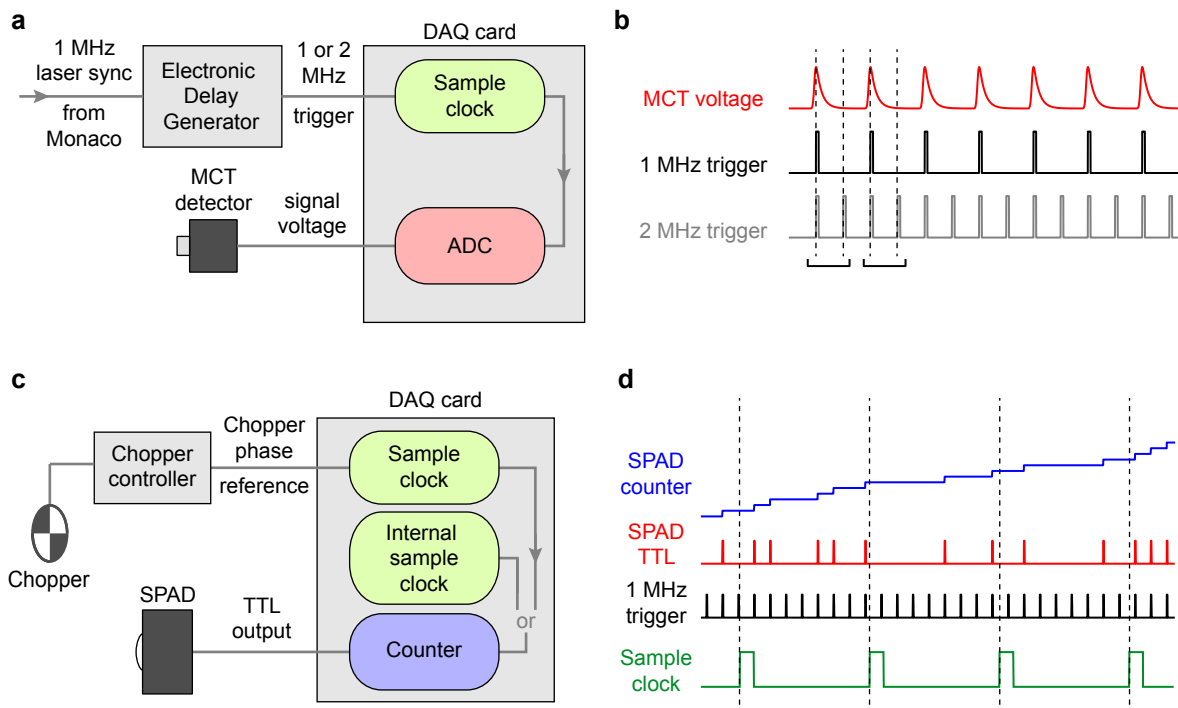 a
1 MHz
laser sync
from
Monaco
Electronic
Delay
Generator
1 or 2
MHz
trigger
DAQ card
Sample
clock
MCT
detector
signal
voltage
ADC
b
MCT voltage
1 MHz trigger
2 MHz trigger
c
Chopper
controller
Chopper
phase
reference
DAQ card
Sample
clock
Internal
sample
clock
or
Chopper
SPAD
TTL
output
Counter
d
SPAD
counter
SPAD
TTL
1 MHz
trigger
Sample
clock